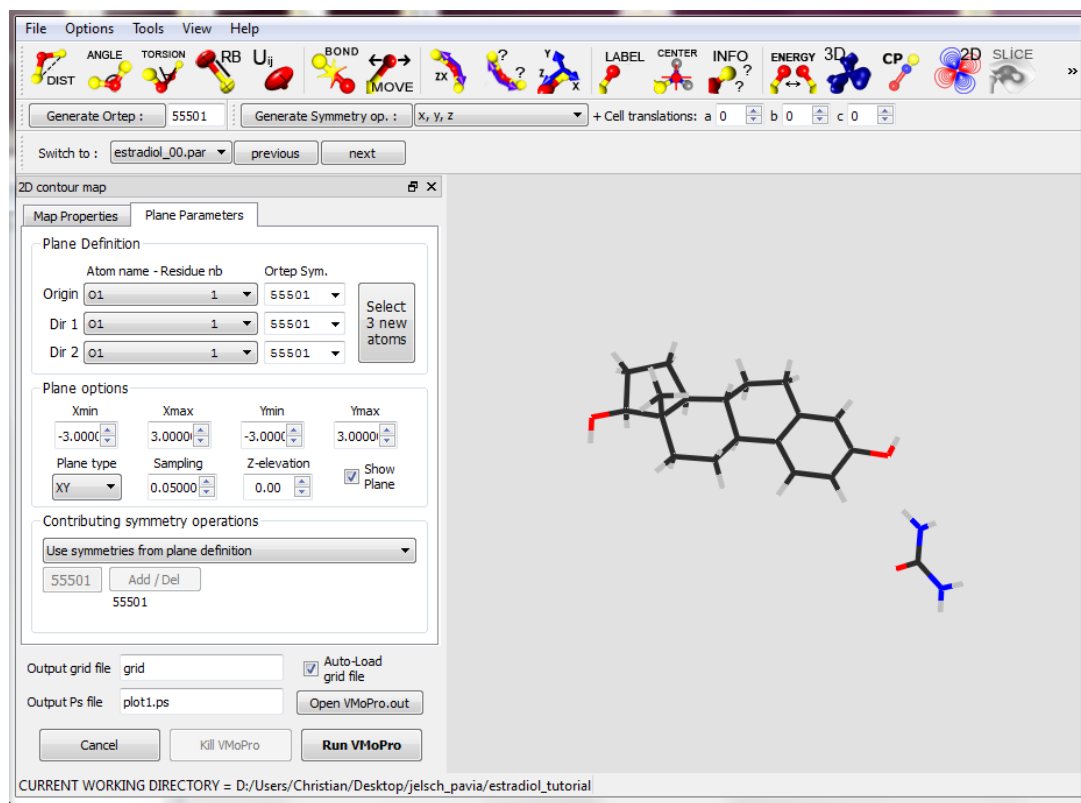 File Options Tools View Help
DIST ANGLE TORSION RB Uij BOND MOVE ZX ? ? Y Z X LABEL CENTER INFO ? ? ENERGY 3D CP 2D SLICE »
Generate Ortep : 55501 Generate Symmetry op. : x, y, z + Cell translations: a 0 b 0 c 0
Switch to : estradiol_00.par previous next
2D contour map
Map Properties Plane Parameters
Plane Definition
Atom name - Residue nb Ortep Sym.
Origin O1 1 55501
Dir 1 O1 1 55501
Dir 2 O1 1 55501
Select
3 new
atoms
Plane options
Xmin Xmax Ymin Ymax
-3.0000 3.0000 -3.0000 3.0000
Plane type Sampling Z-elevation
XY 0.05000 0.00 Show
Plane
Contributing symmetry operations
Use symmetries from plane definition
55501 Add / Del
55501
Output grid file grid Auto-Load
grid file
Output Ps file plot1.ps Open VMoPro.out
Cancel Kill VMoPro Run VMoPro
CURRENT WORKING DIRECTORY = D:/Users/Christian/Desktop/jelsch_pavia/estradiol_tutorial